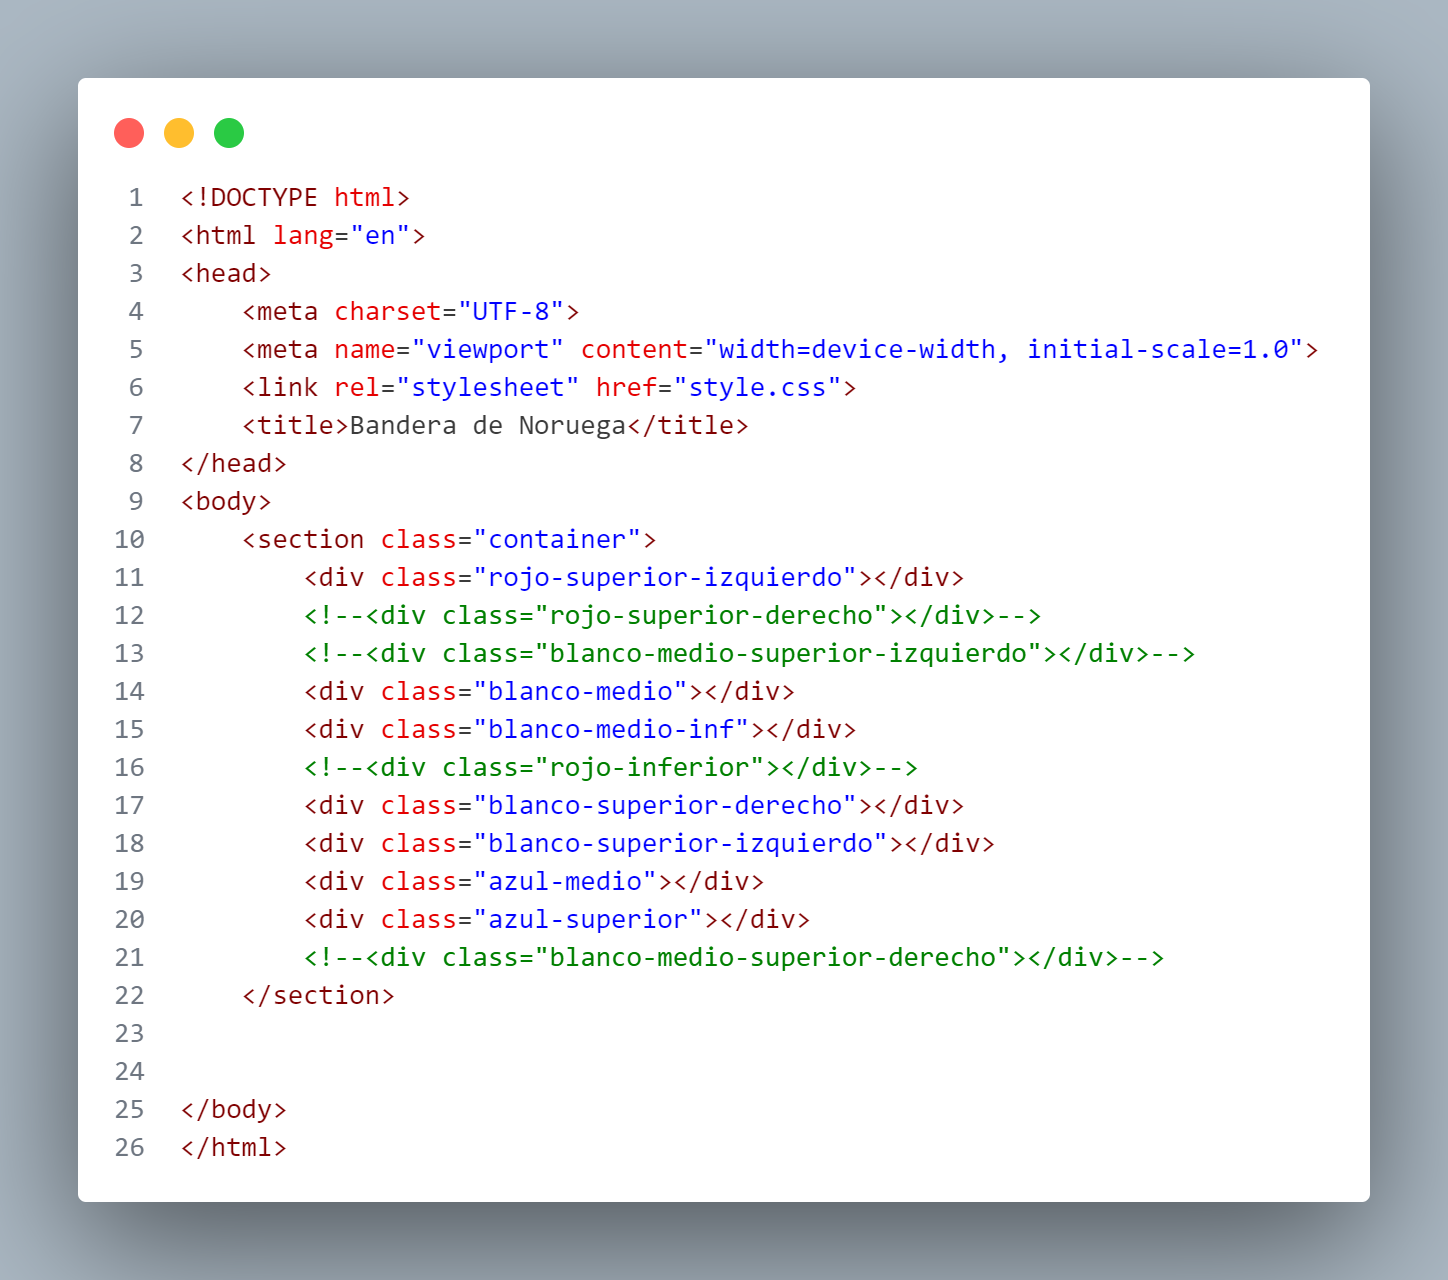 1 <!DOCTYPE html>
2 <html lang="en">
3 <head>
4     <meta charset="UTF-8">
5     <meta name="viewport" content="width=device-width, initial-scale=1.0">
6     <link rel="stylesheet" href="style.css">
7     <title>Bandera de Noruega</title>
8 </head>
9 <body>
10     <section class="container">
11         <div class="rojo-superior-izquierdo"></div>
12         <!--<div class="rojo-superior-derecho"></div>-->
13         <!--<div class="blanco-medio-superior-izquierdo"></div>-->
14         <div class="blanco-medio"></div>
15         <div class="blanco-medio-inf"></div>
16         <!--<div class="rojo-inferior"></div>-->
17         <div class="blanco-superior-derecho"></div>
18         <div class="blanco-superior-izquierdo"></div>
19         <div class="azul-medio"></div>
20         <div class="azul-superior"></div>
21         <!--<div class="blanco-medio-superior-derecho"></div>-->
22     </section>
23
24
25 </body>
26 </html>